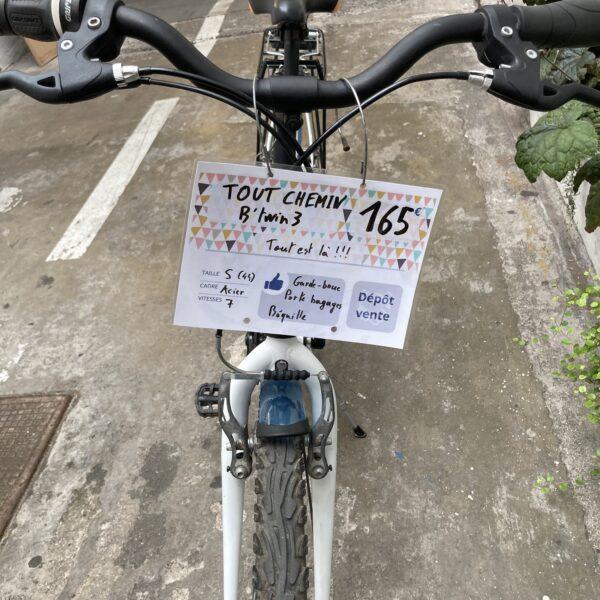 TOUT CHEMIN
B'twin 3
165€
Tout est là !!!
TAILLE S (44)
CADRE Acier
VITESSES 7
Garde-boue
Porte bagages
Béquille
Dépôt
vente